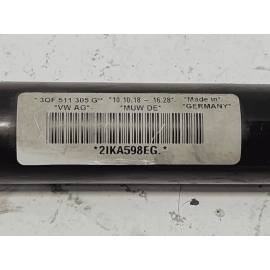 *3QF 511 305 G* *10.10.18 - 16:28* *Made in
*VW AG* *MUW DE* GERMANY*
*2IKA598EG.*